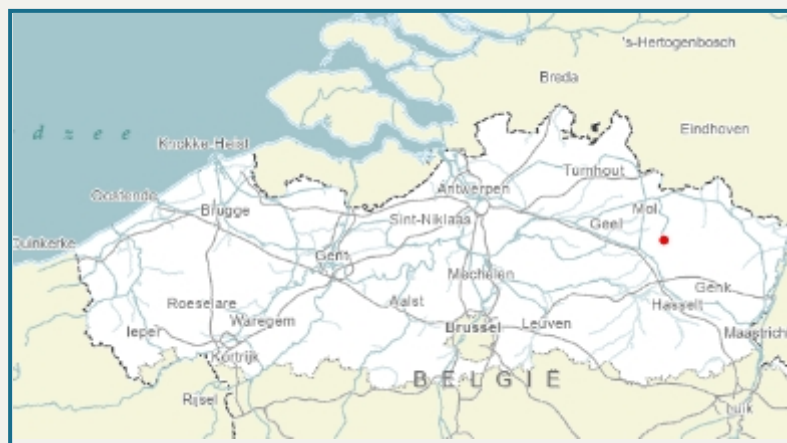 's-Hertogenbosch
Breda
d z e e
Eindhoven
Knokke-Heist
Turnhout
Antwerpen
Oostende
Mol
Brugge
Sint-Niklaas
Geel
Duinkerke
Gent
Mechelen
Genk
Roeselare
Aalst
Hasselt
Waregem
Ieper
Brussel
Leuven
Maastrich
Kortrijk
BELGIË
Rijsel
Luik